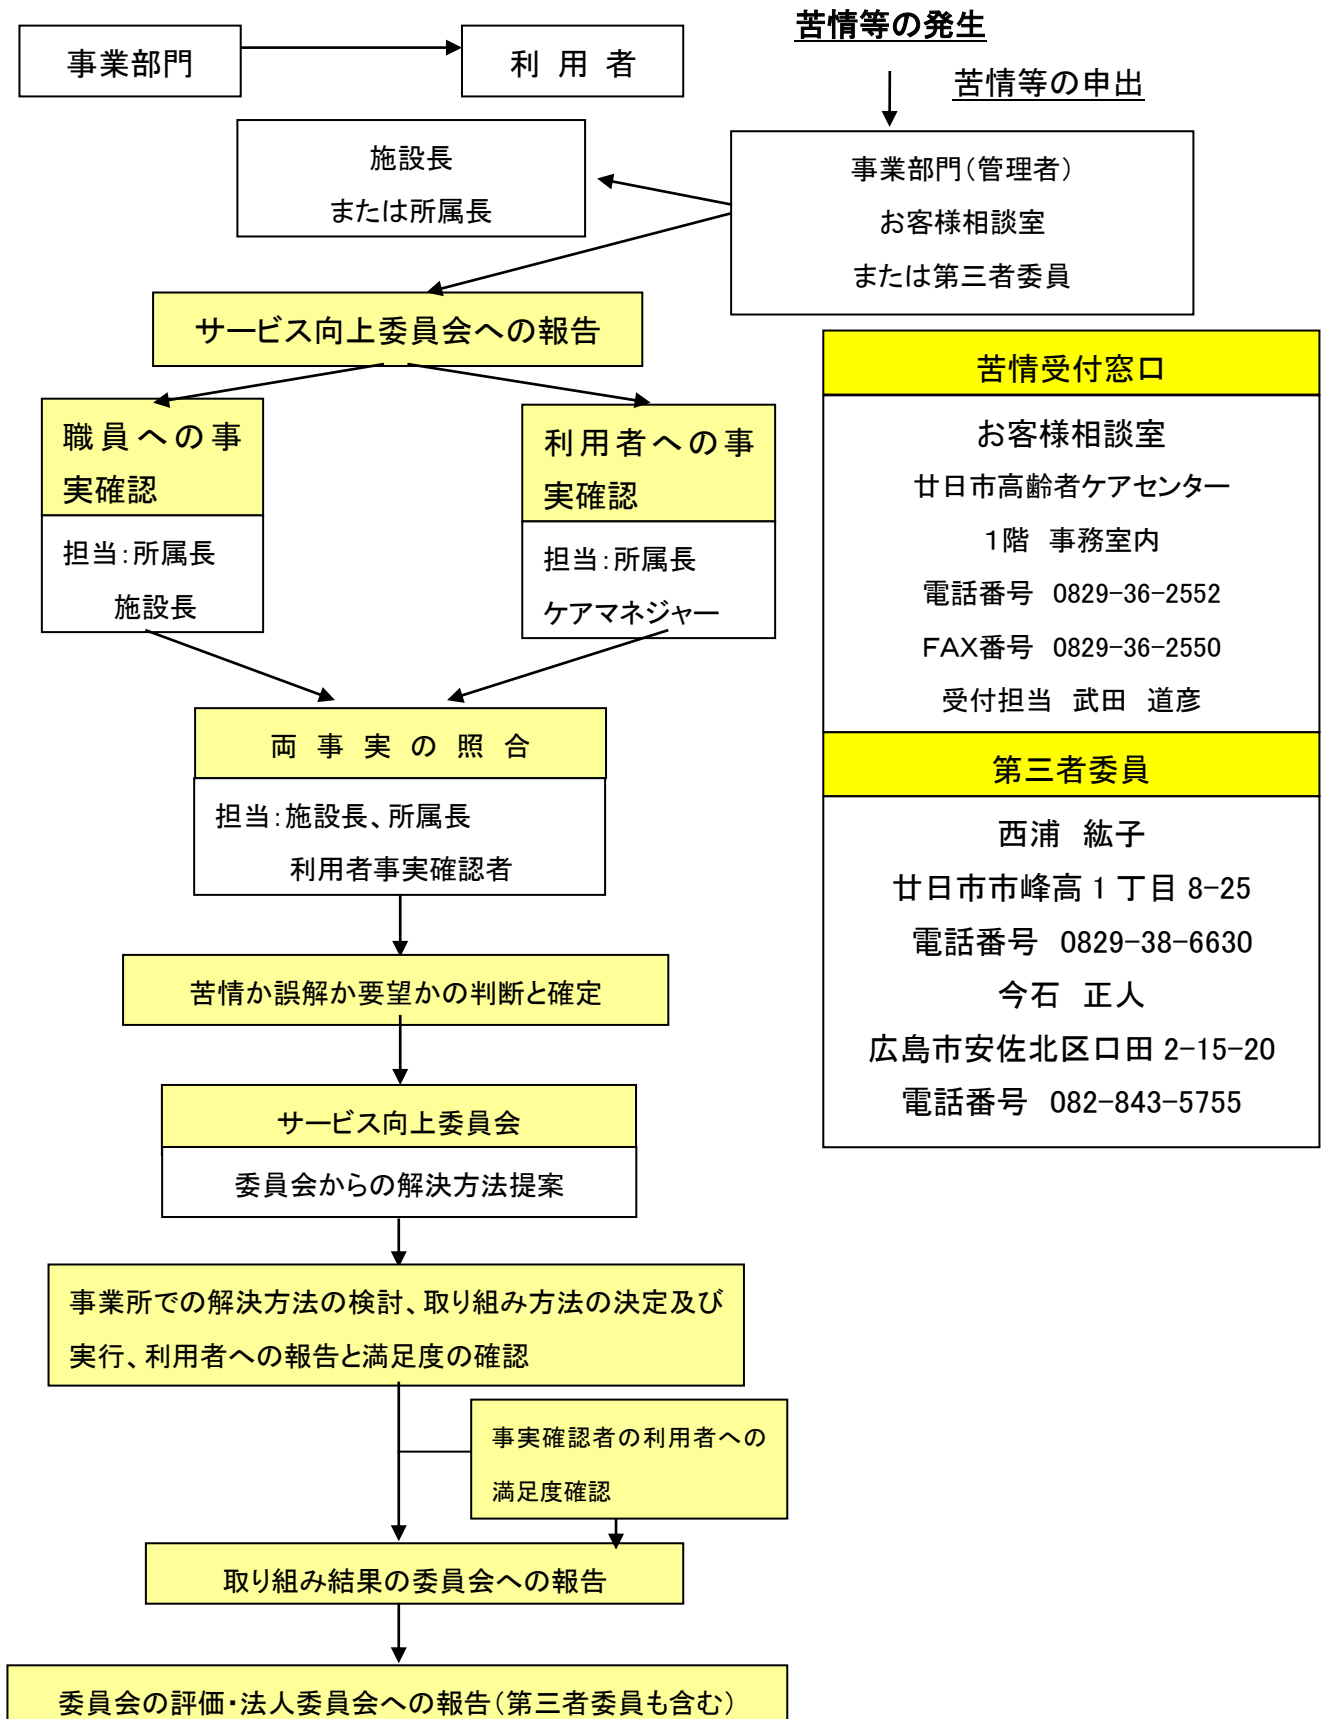 事業部門
利 用 者
苦情等の発生
苦情等の申出
施設長
または所属長
事業部門（管理者）
お客様相談室
または第三者委員
サービス向上委員会への報告
職員への事
実確認
担当：所属長
施設長
利用者への事
実確認
担当：所属長
ケアマネジャー
両 事 実 の 照 合
担当：施設長、所属長
利用者事実確認者
苦情か誤解か要望かの判断と確定
サービス向上委員会
委員会からの解決方法提案
事業所での解決方法の検討、取り組み方法の決定及び
実行、利用者への報告と満足度の確認
事実確認者の利用者への
満足度確認
取り組み結果の委員会への報告
委員会の評価・法人委員会への報告（第三者委員も含む）
苦情受付窓口
お客様相談室
廿日市高齢者ケアセンター
１階 事務室内
電話番号 0829-36-2552
ＦＡＸ番号 0829-36-2550
受付担当 武田 道彦
第三者委員
西浦 紘子
廿日市市峰高 1 丁目 8-25
電話番号 0829-38-6630
今石 正人
広島市安佐北区口田 2-15-20
電話番号 082-843-5755